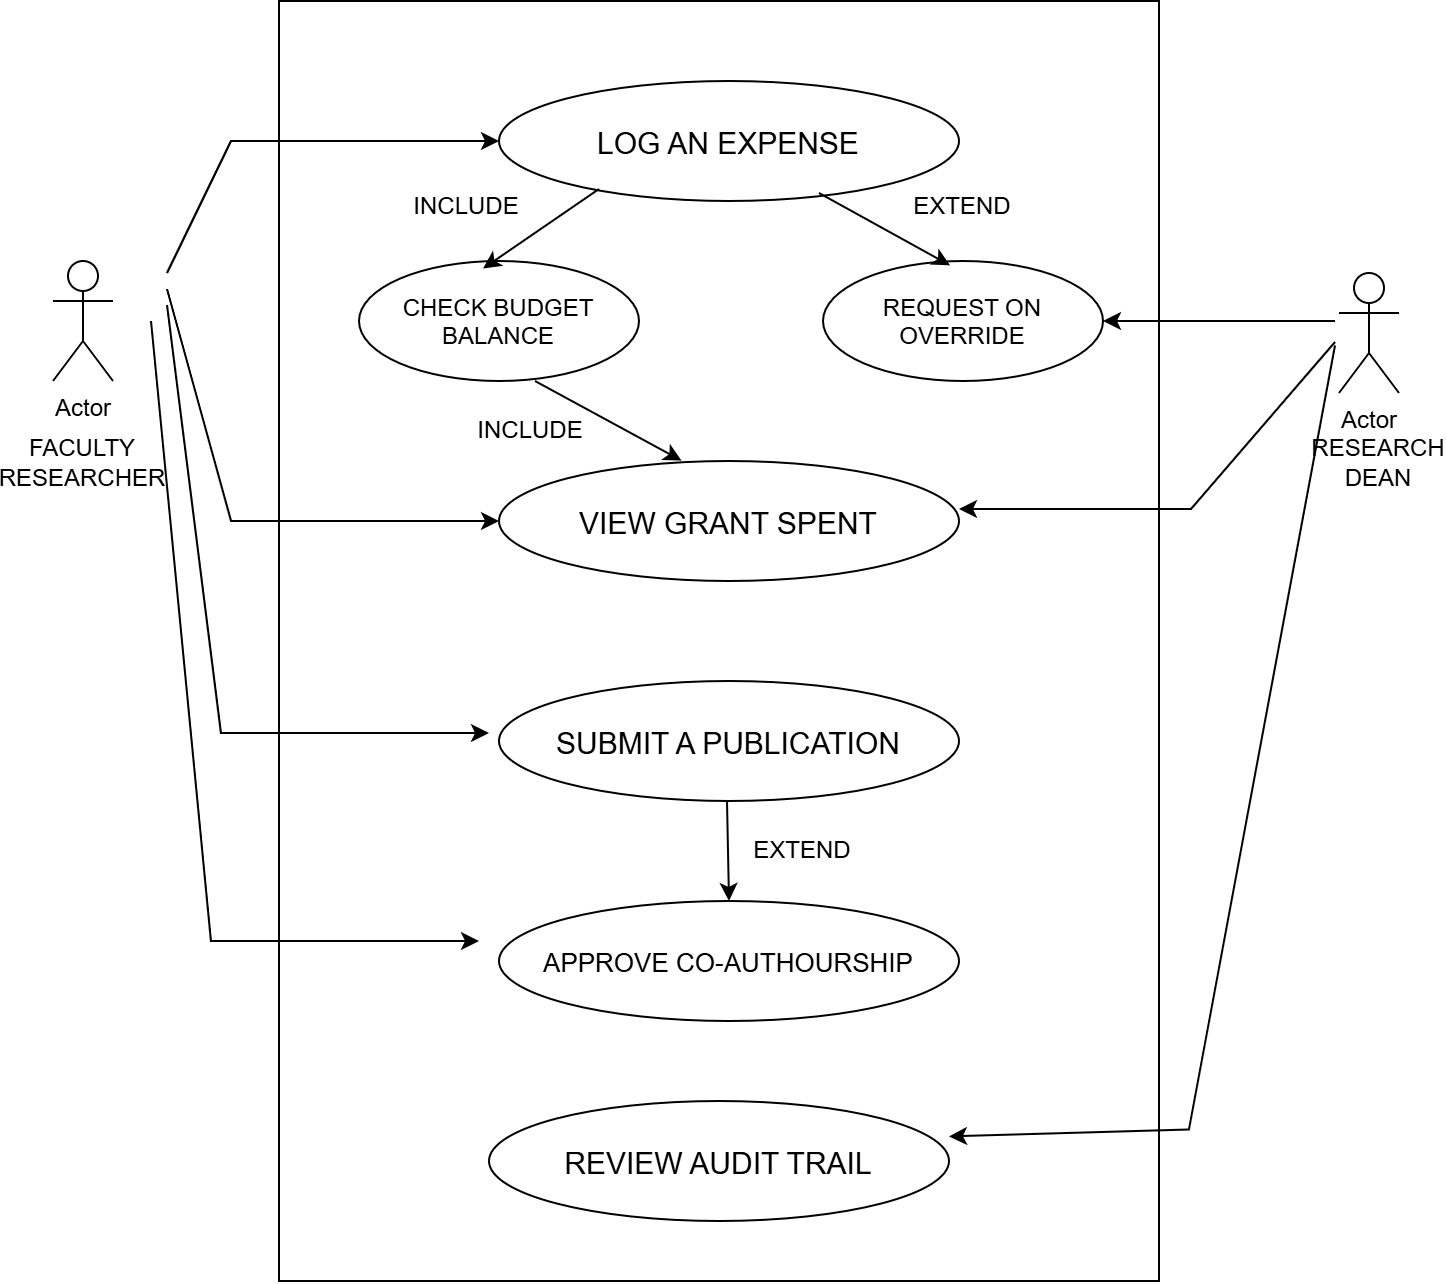 LOG AN EXPENSE
INCLUDE
EXTEND
CHECK BUDGET
BALANCE
REQUEST ON
OVERRIDE
Actor
FACULTY
RESEARCHER
Actor
RESEARCH
DEAN
INCLUDE
VIEW GRANT SPENT
SUBMIT A PUBLICATION
EXTEND
APPROVE CO-AUTHOURSHIP
REVIEW AUDIT TRAIL